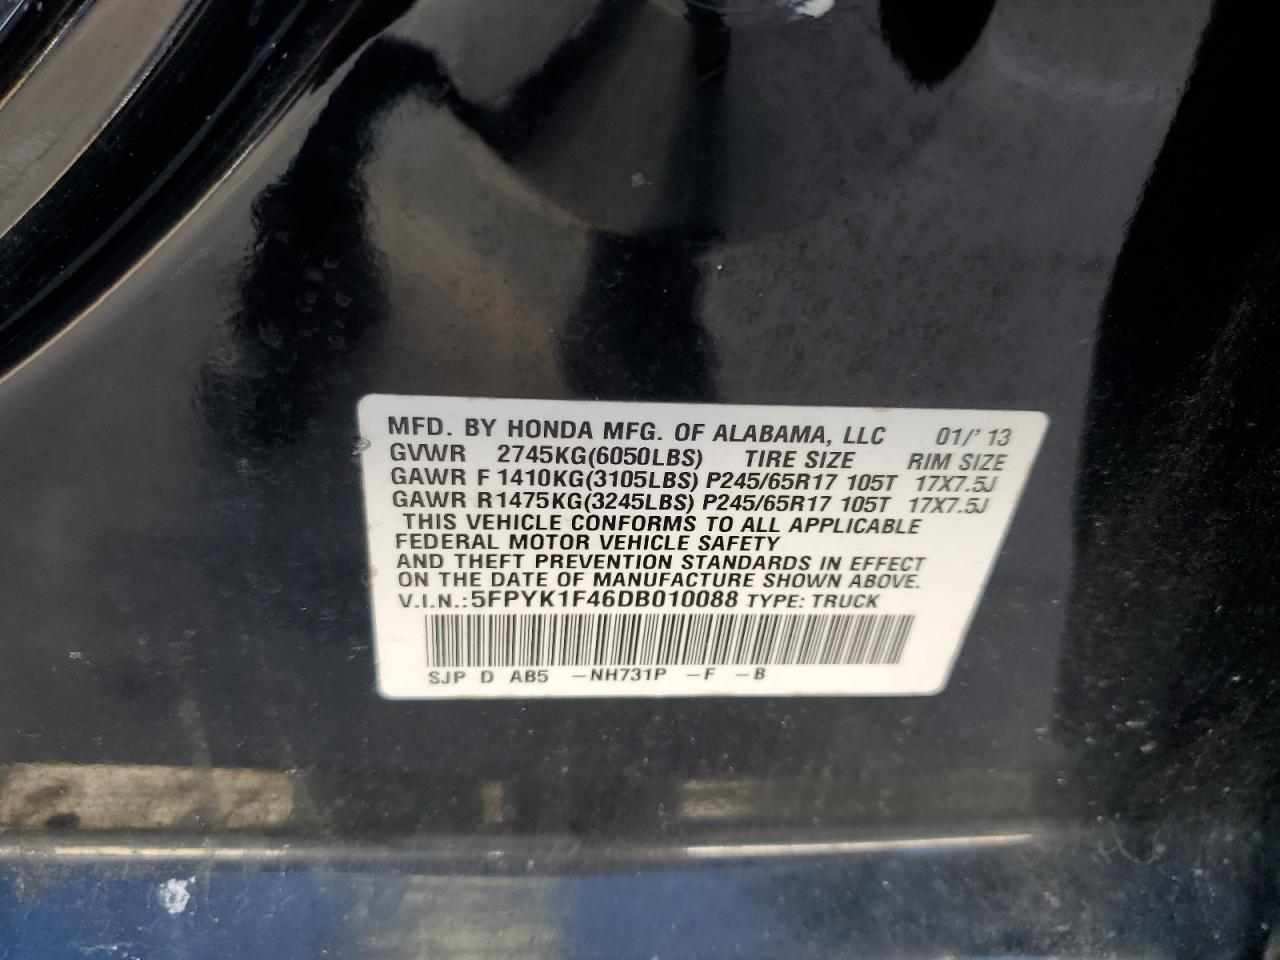 MFD. BY HONDA MFG. OF ALABAMA, LLC 01/'13
GVWR 2745KG(6050LBS) TIRE SIZE RIM SIZE
GAWR F 1410KG(3105LBS) P245/65R17 105T 17X7.5J
GAWR R 1475KG(3245LBS) P245/65R17 105T 17X7.5J
THIS VEHICLE CONFORMS TO ALL APPLICABLE
FEDERAL MOTOR VEHICLE SAFETY
AND THEFT PREVENTION STANDARDS IN EFFECT
ON THE DATE OF MANUFACTURE SHOWN ABOVE.
V.I.N.:5FPYK1F46DB010088 TYPE: TRUCK
SJP D AB5 -NH731P -F -B